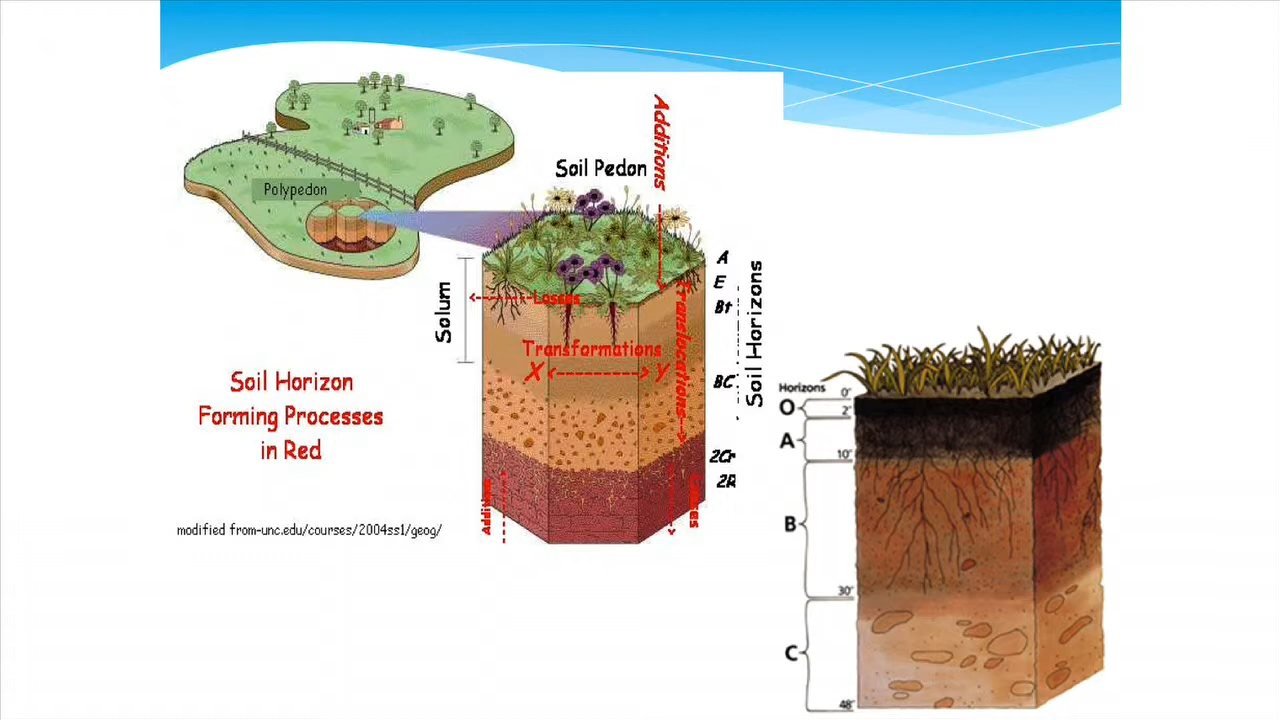 Polypedon
Soil Pedon
Additions
Solum
Losses
Transformations
X Y
Translocations
A
E
Bt
BC
2Cr
2R
Soil Horizons
Losses
Soil Horizon
Forming Processes
in Red
modified from-unc.edu/courses/2004ss1/geog/
Horizons
0"
O
2"
A
10"
B
30"
C
48"